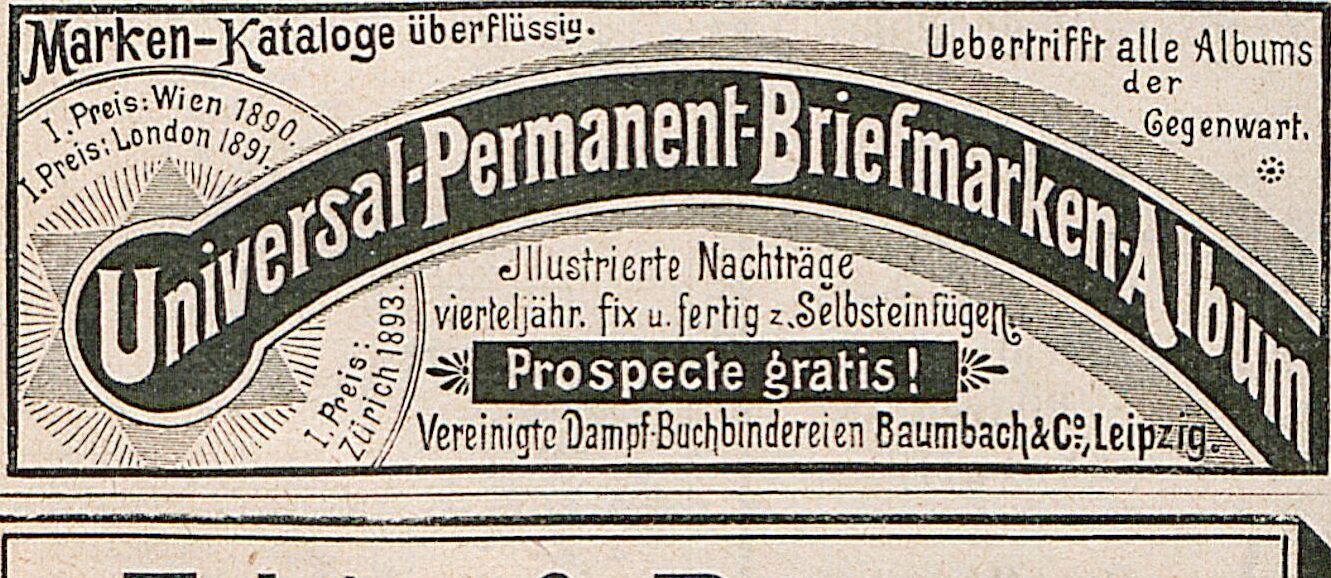 Marken-Kataloge überflüssig.
Uebertrifft alle Albums
der
Gegenwart.
I. Preis: Wien 1890.
I. Preis: London 1891.
Universal-Permanent-Briefmarken-Album
Illustrierte Nachträge
vierteljähr. fix u. fertig z. Selbsteinfügen.
I. Preis:
Zürich 1893.
Prospecte gratis!
Vereinigte Dampf-Buchbindereien Baumbach & Co., Leipzig.